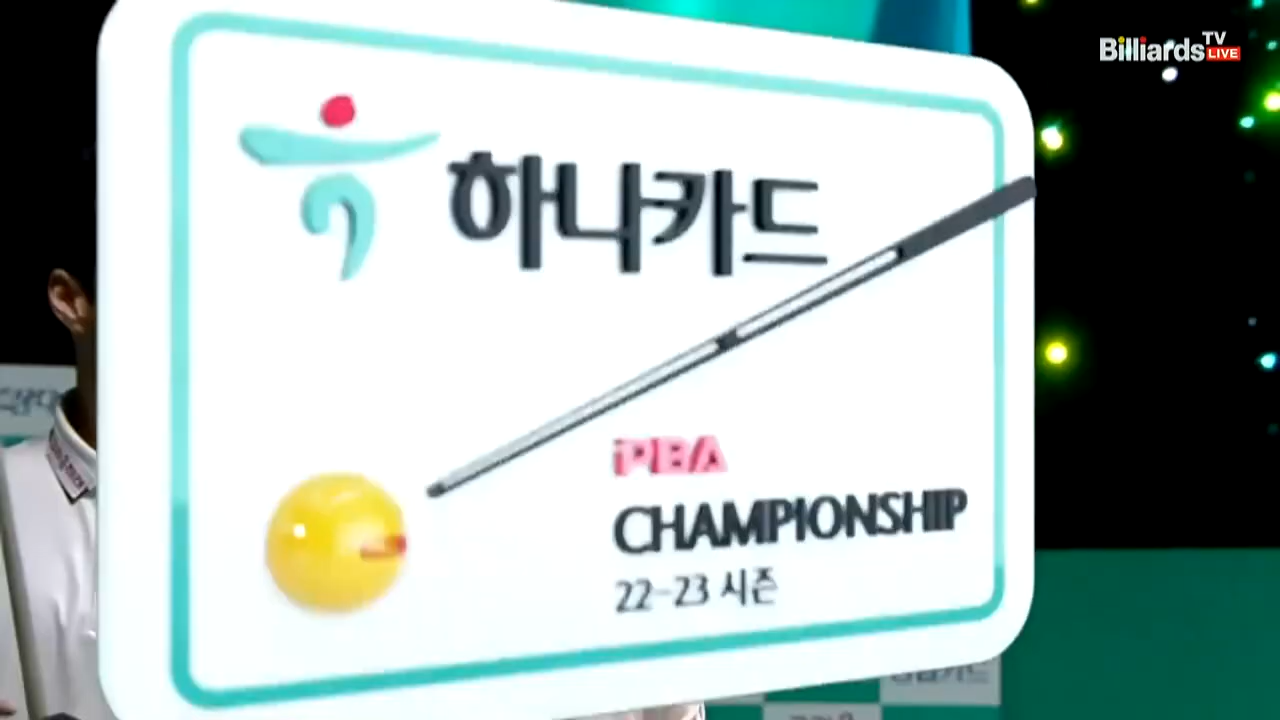 Billiards TV LIVE
하나카드
PBA
CHAMPIONSHIP
22-23 시즌